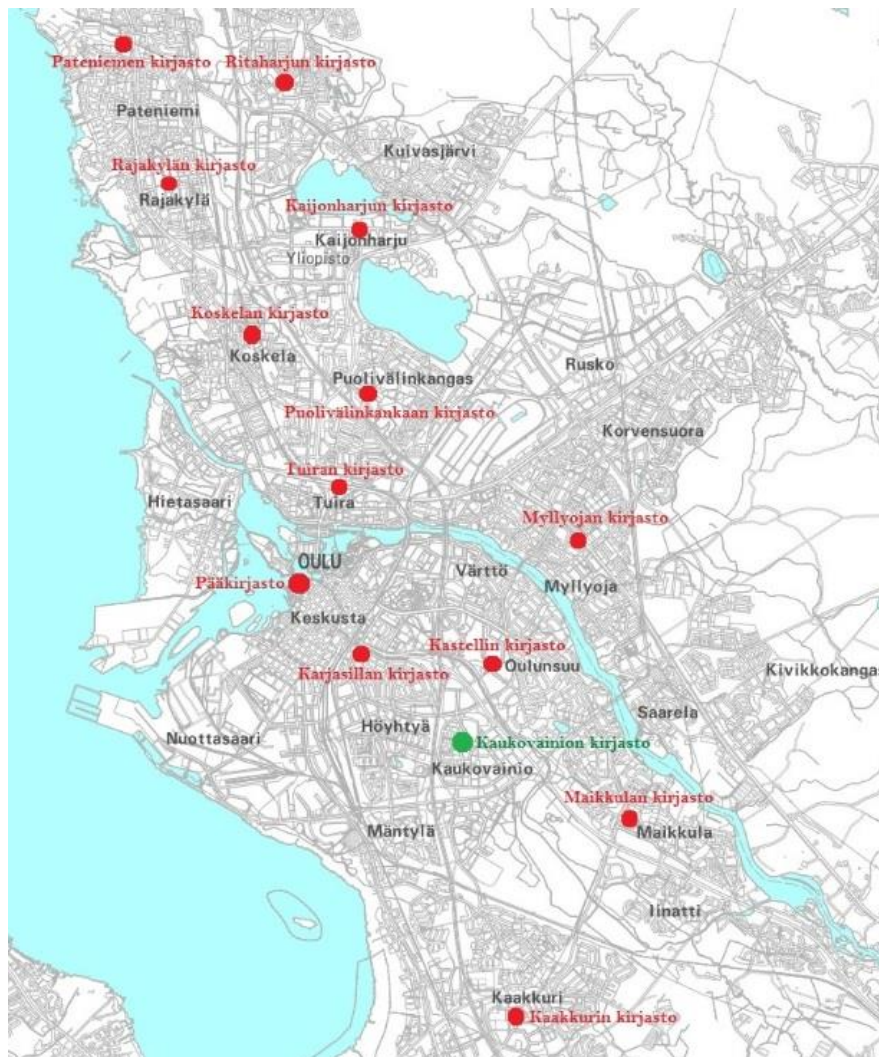 Pateniemen kirjasto
Ritaharjun kirjasto
Pateniemi
Kuivasjärvi
Rajakylän kirjasto
Rajakylä
Kaijonharjun kirjasto
Kaijonharju
Yliopisto
Koskelan kirjasto
Koskela
Puolivälinkangas
Rusko
Puolivälinkankaan kirjasto
Korvensuora
Tuiran kirjasto
Tuira
Hietasaari
Myllyojan kirjasto
OULU
Värttö
Pääkirjasto
Myllyoja
Keskusta
Kastellin kirjasto
Oulunsuu
Karjasillan kirjasto
Kivikkokangas
Saarela
Höyhtyä
Nuottasaari
Kaukovainion kirjasto
Kaukovainio
Maikkulan kirjasto
Mäntylä
Maikkula
Iinatti
Kaakkuri
Kaakkurin kirjasto